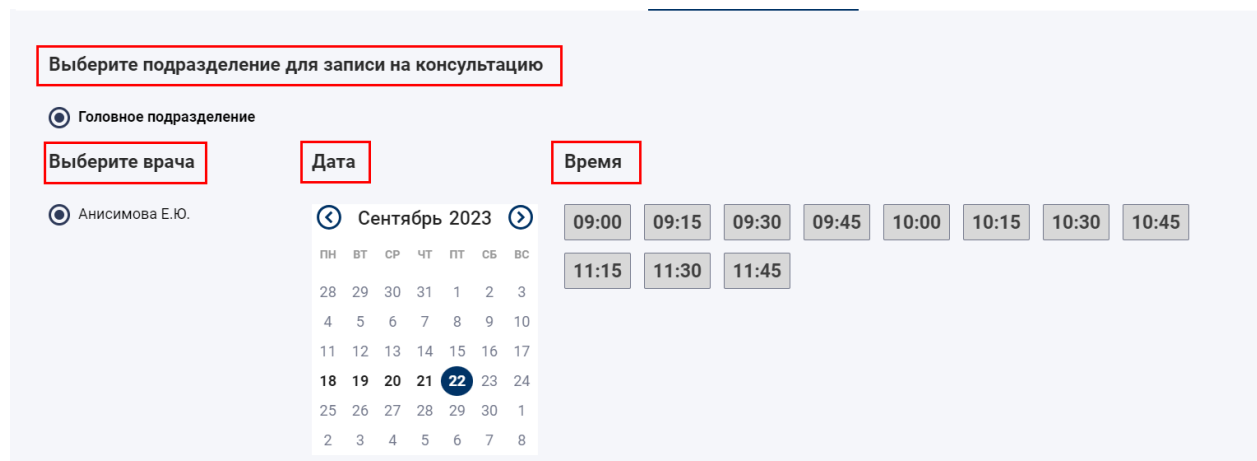 Выберите подразделение для записи на консультацию
Головное подразделение
Выберите врача
Анисимова Е.Ю.
Дата
Сентябрь 2023
ПН ВТ СР ЧТ ПТ СБ ВС
28 29 30 31 1 2 3
4 5 6 7 8 9 10
11 12 13 14 15 16 17
18 19 20 21 22 23 24
25 26 27 28 29 30 1
2 3 4 5 6 7 8
Время
09:00 09:15 09:30 09:45 10:00 10:15 10:30 10:45
11:15 11:30 11:45